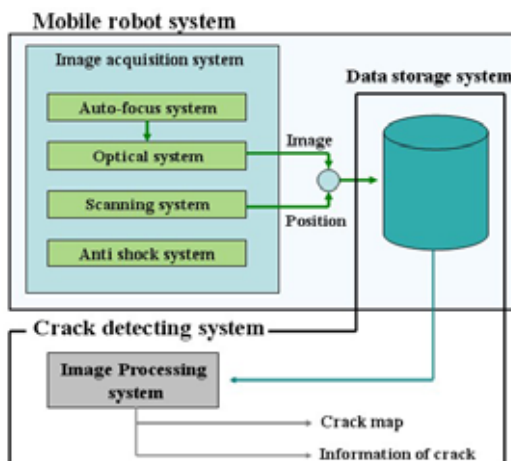 Mobile robot system
Image acquisition system
Data storage system
Auto-focus system
Image
Optical system
Scanning system
Position
Anti shock system
Crack detecting system
Image Processing
system
Crack map
Information of crack